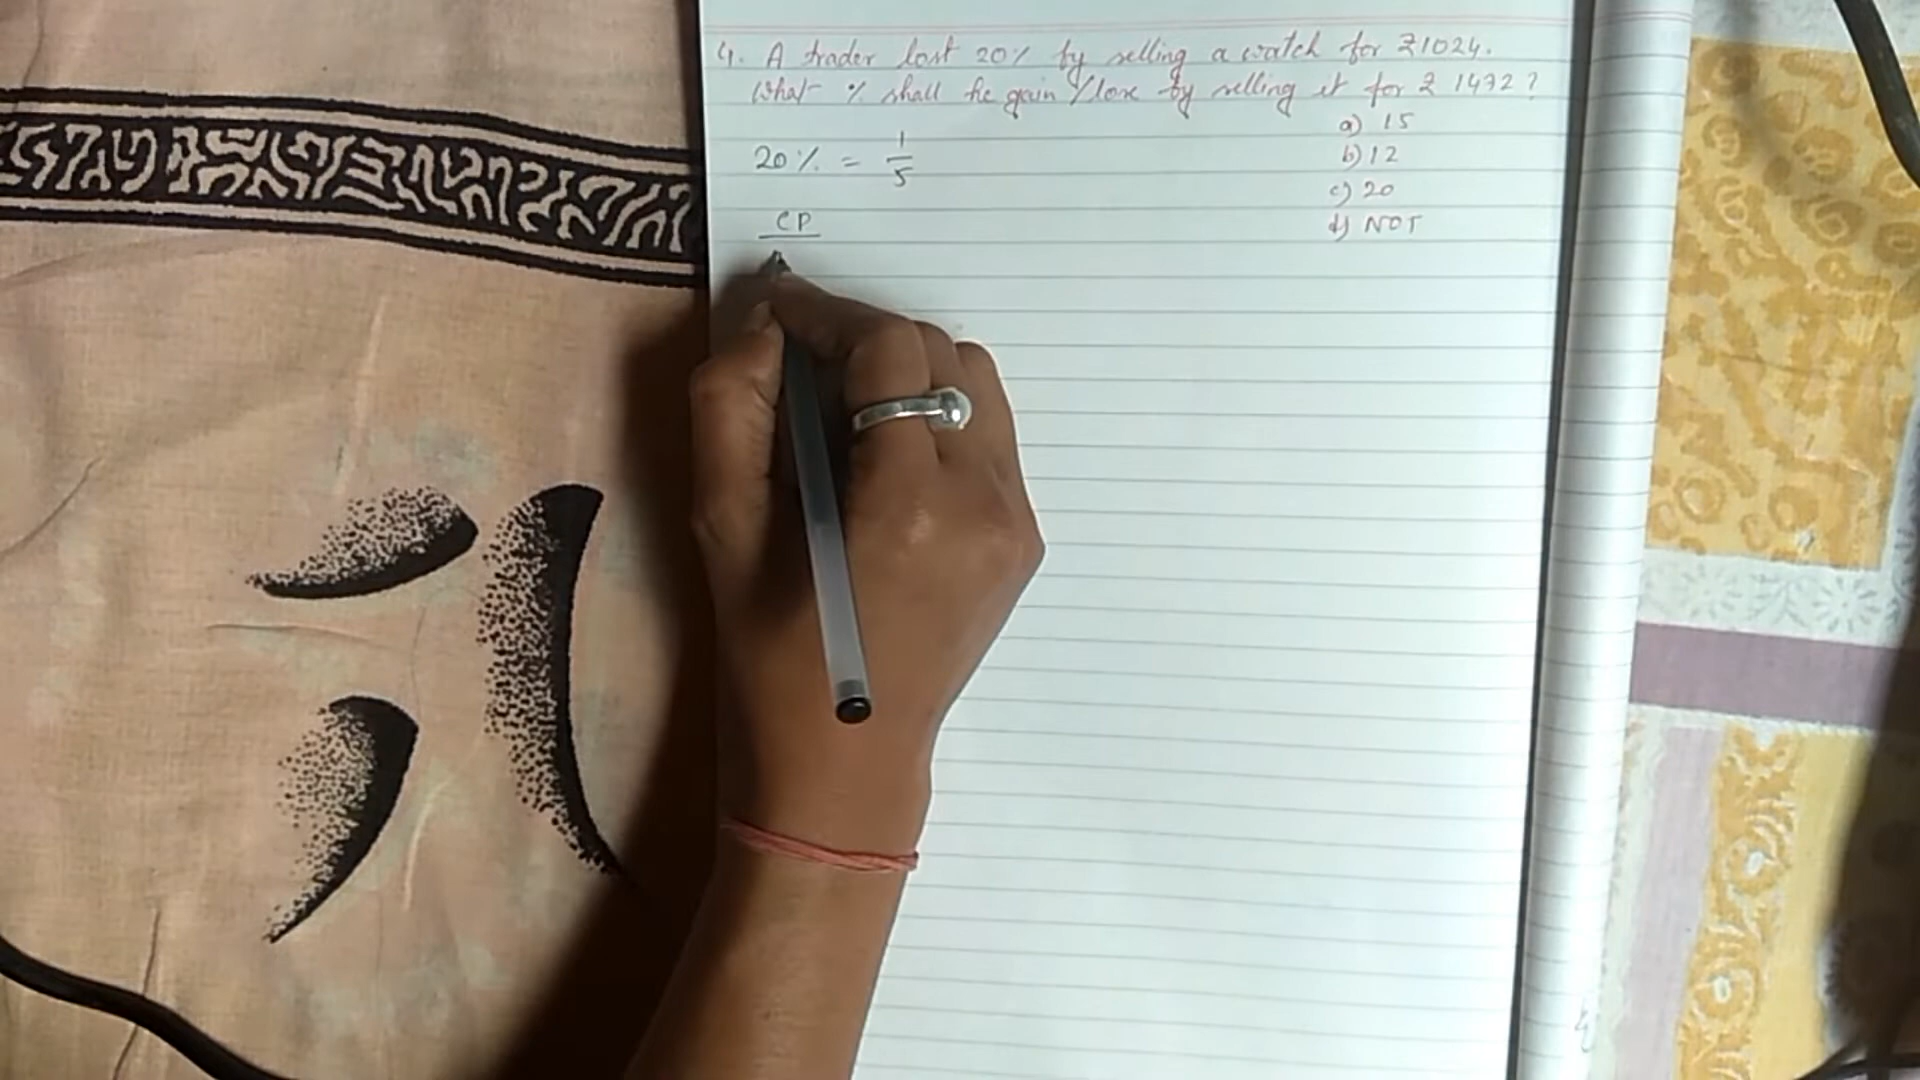 4. A trader lost 20% by selling a watch for ₹1024.
What % shall he gain/lose by selling it for ₹ 1472?
a) 15
20% = 1/5
b) 12
c) 20
CP
d) NOT